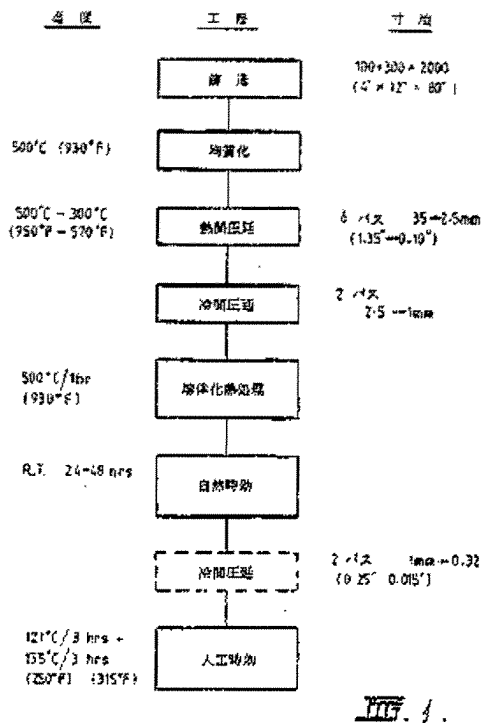 温度 工程 寸法
鋳造 100×300×2000
(4" × 12" × 80")
500°C (930°F) 均質化
500°C - 300°C 熱間圧延 6 パス 35→2.5mm
(950°F - 570°F) (1.35"→0.10")
冷間圧延 2 パス
2.5→1mm
500°C/1hr 溶体化熱処理
(930°F)
R.T. 24-48 hrs 自然時効
冷間圧延 2 パス 1mm→0.32
(0.25" 0.015")
121°C/3 hrs + 人工時効
155°C/3 hrs
(250°F) (315°F)